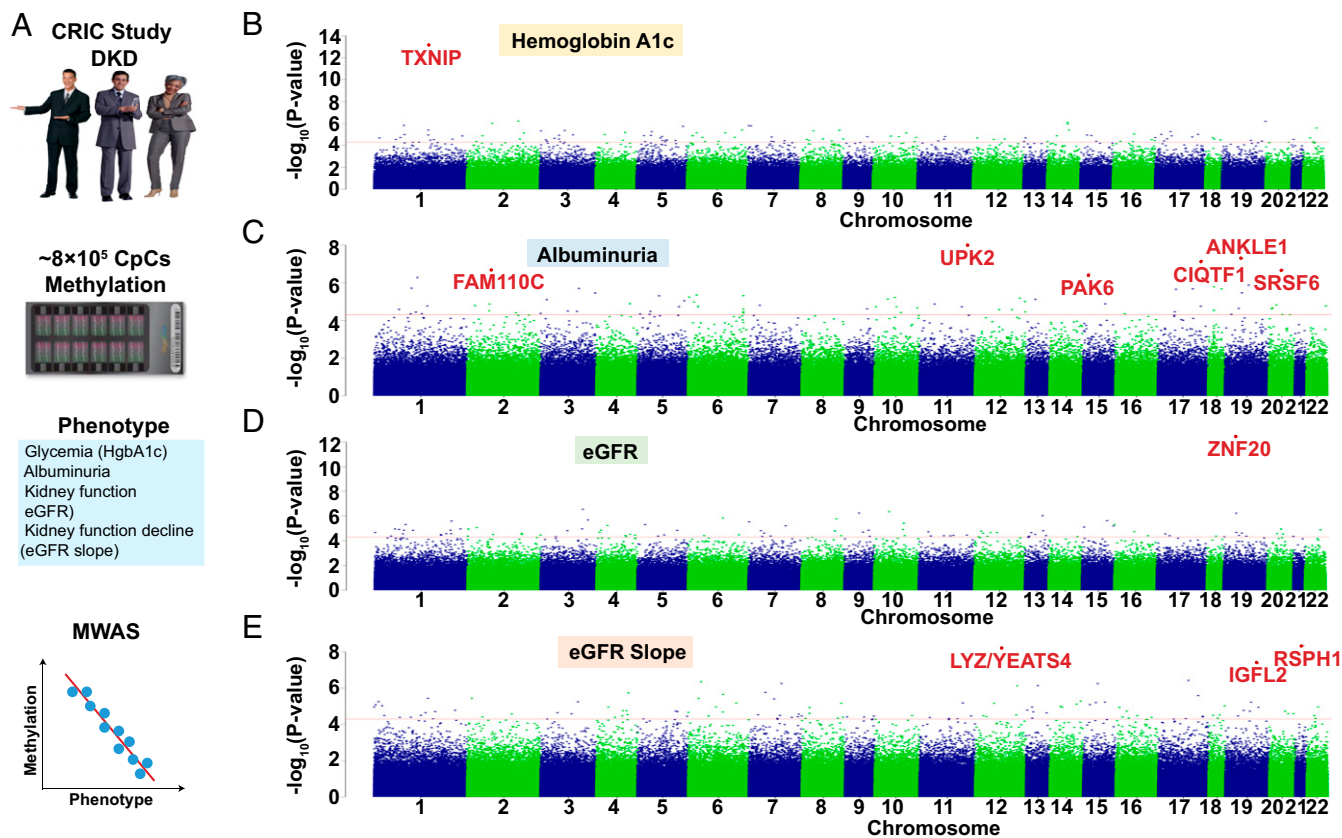 A
CRIC Study
DKD
~8×10⁵ CpCs
Methylation
Phenotype
Glycemia (HgbA1c)
Albuminuria
Kidney function
eGFR)
Kidney function decline
(eGFR slope)
MWAS
Methylation
Phenotype
B
Hemoglobin A1c
TXNIP
-log₁₀(P-value)
14
12
10
8
6
4
2
0
1 2 3 4 5 6 7 8 9 10 11 12 13 14 15 16 17 18 19 20 21 22
Chromosome
C
Albuminuria
FAM110C
UPK2
PAK6
ANKLE1
CIQTF1
SRSF6
-log₁₀(P-value)
8
6
4
2
0
1 2 3 4 5 6 7 8 9 10 11 12 13 14 15 16 17 18 19 20 21 22
Chromosome
D
eGFR
ZNF20
-log₁₀(P-value)
12
10
8
6
4
2
0
1 2 3 4 5 6 7 8 9 10 11 12 13 14 15 16 17 18 19 20 21 22
Chromosome
E
eGFR Slope
LYZ/YEATS4
IGFL2
RSPH1
-log₁₀(P-value)
8
6
4
2
0
1 2 3 4 5 6 7 8 9 10 11 12 13 14 15 16 17 18 19 20 21 22
Chromosome